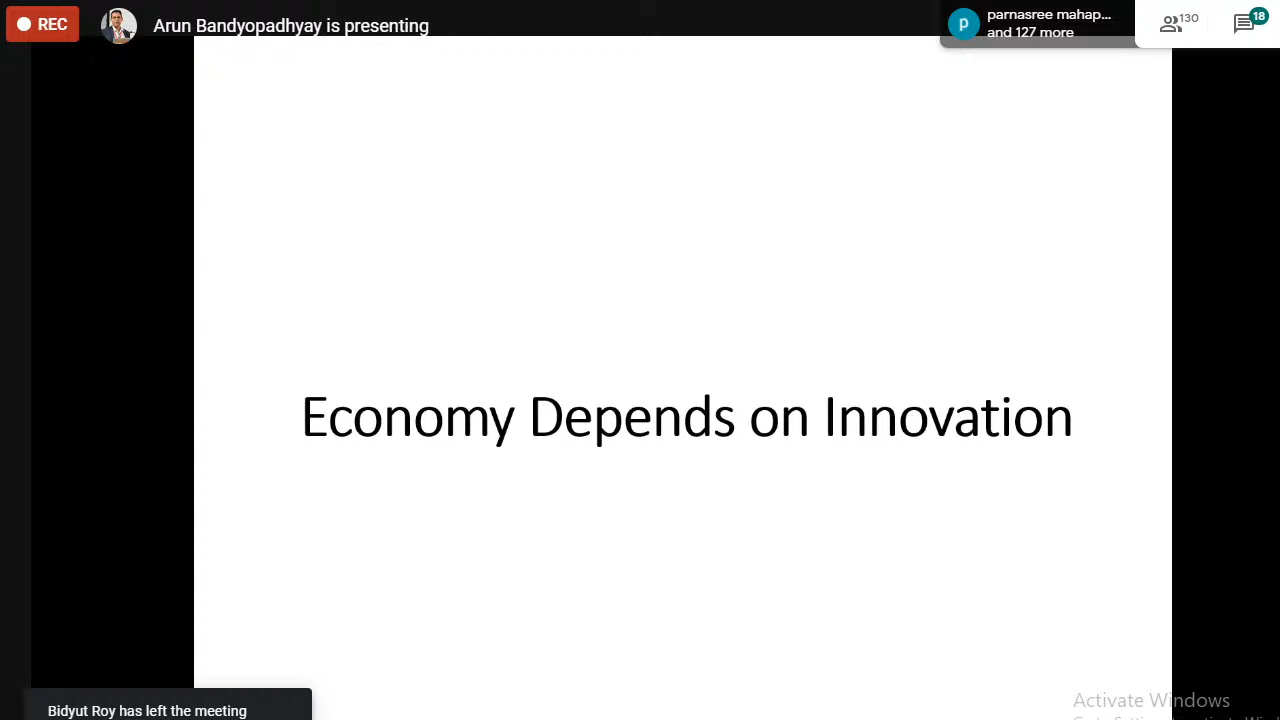 REC
Arun Bandyopadhyay is presenting
p
parnasree mahap...
and 127 more
130
18
Economy Depends on Innovation
Bidyut Roy has left the meeting
Activate Windows